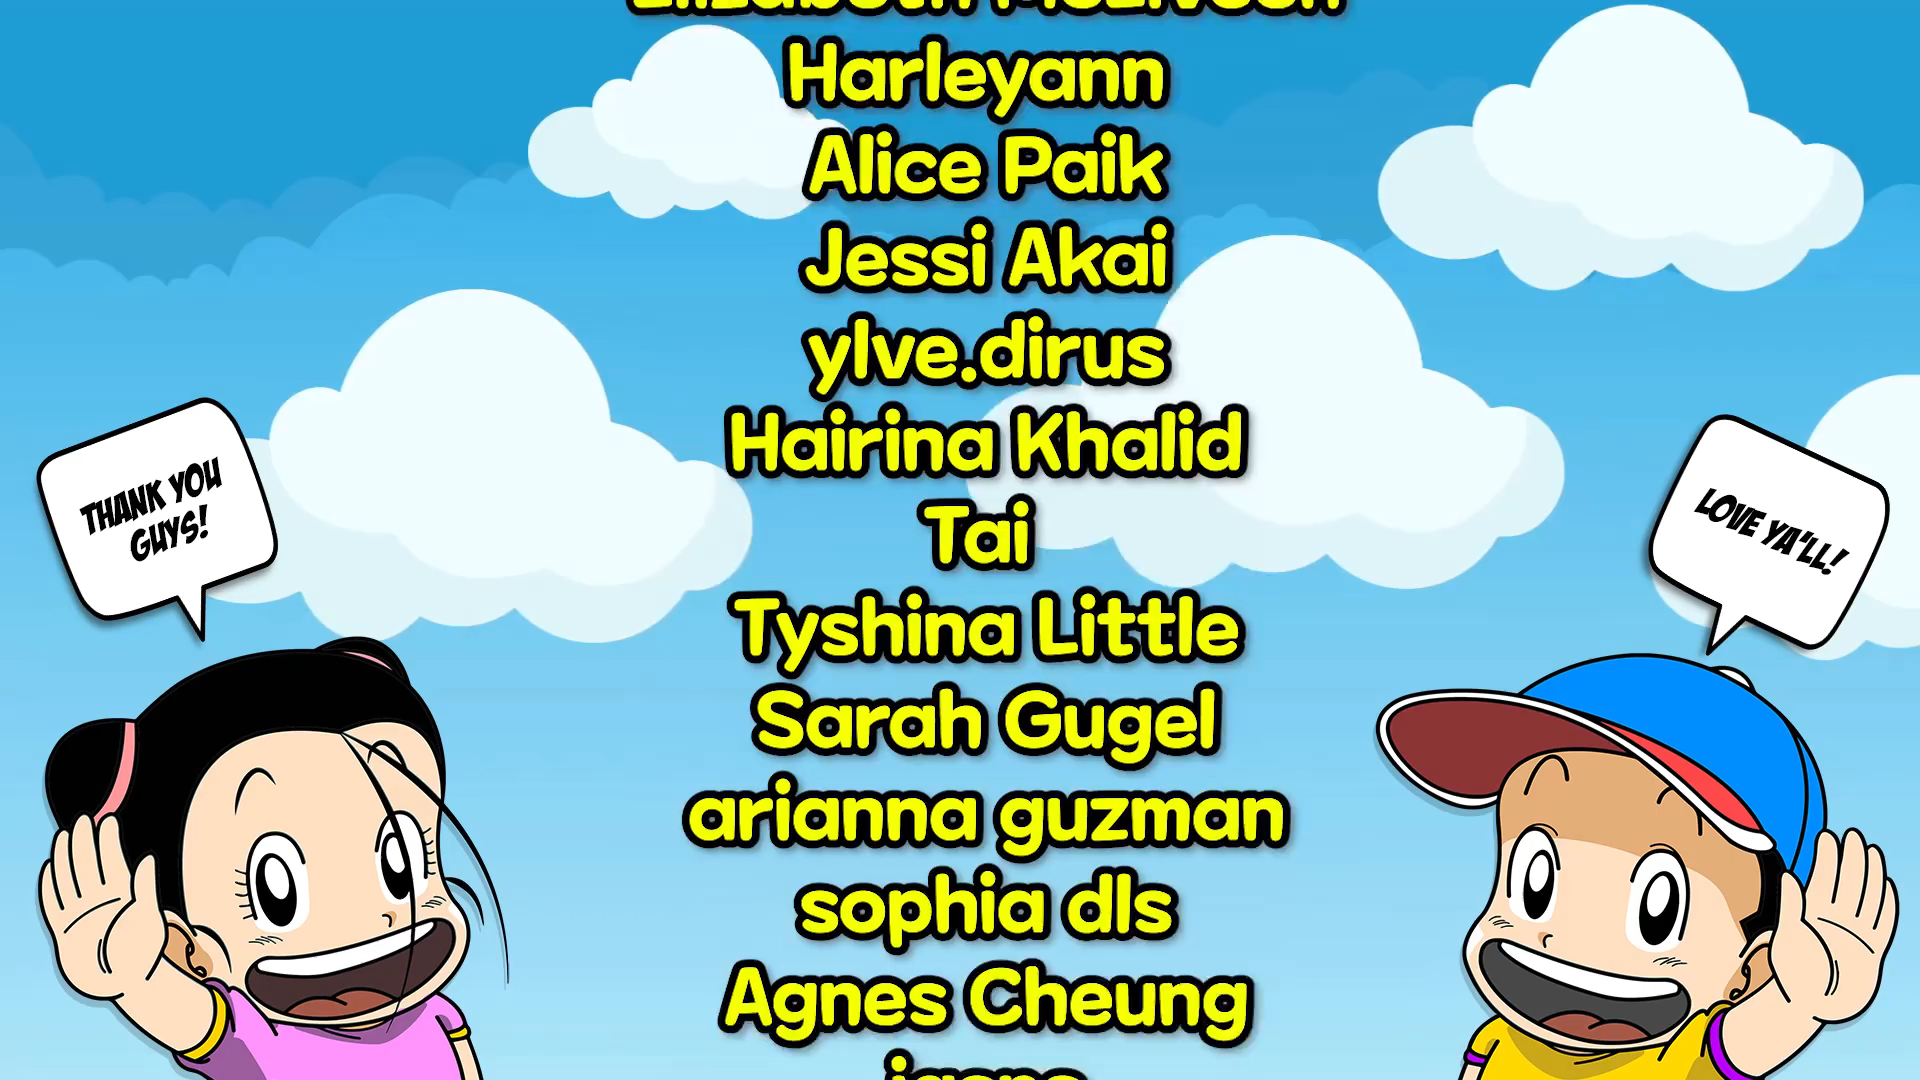 Harleyann
Alice Paik
Jessi Akai
ylve.dirus
Hairina Khalid
Tai
Tyshina Little
Sarah Gugel
arianna guzman
sophia dls
Agnes Cheung
THANK YOU
GUYS!
LOVE YA'LL!